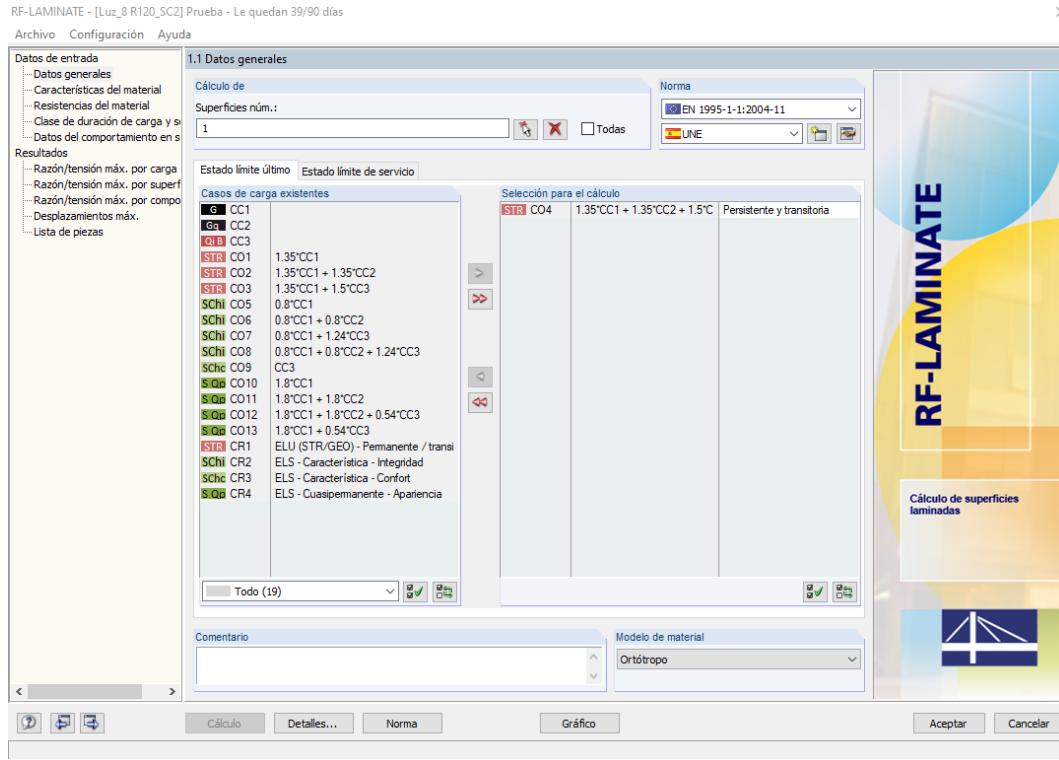 RF-LAMINATE - [Luz_8 R120_SC2] Prueba - Le quedan 39/90 días
Archivo Configuración Ayuda
Datos de entrada
Datos generales
Características del material
Resistencias del material
Clase de duración de carga y s
Datos del comportamiento en s
Resultados
Razón/tensión máx. por carga
Razón/tensión máx. por superf
Razón/tensión máx. por compo
Desplazamientos máx.
Lista de piezas
1.1 Datos generales
Cálculo de
Superficies núm.:
1
Todas
Norma
EN 1995-1-1:2004-11
UNE
Estado límite último Estado límite de servicio
Casos de carga existentes
G CC1
Gq CC2
Qi B CC3
STR CO1 1.35*CC1
STR CO2 1.35*CC1 + 1.35*CC2
STR CO3 1.35*CC1 + 1.5*CC3
SChi CO5 0.8*CC1
SChi CO6 0.8*CC1 + 0.8*CC2
SChi CO7 0.8*CC1 + 1.24*CC3
SChi CO8 0.8*CC1 + 0.8*CC2 + 1.24*CC3
SChc CO9 CC3
S Qp CO10 1.8*CC1
S Qp CO11 1.8*CC1 + 1.8*CC2
S Qp CO12 1.8*CC1 + 1.8*CC2 + 0.54*CC3
S Qp CO13 1.8*CC1 + 0.54*CC3
STR CR1 ELU (STR/GEO) - Permanente / transi
SChi CR2 ELS - Característica - Integridad
SChc CR3 ELS - Característica - Confort
S Qp CR4 ELS - Cuasipermanente - Apariencia
Todo (19)
Selección para el cálculo
STR CO4 1.35*CC1 + 1.35*CC2 + 1.5*C Persistente y transitoria
Comentario
Modelo de material
Ortótropo
RF-LAMINATE
Cálculo de superficies
laminadas
Cálculo Detalles... Norma Gráfico Aceptar Cancelar